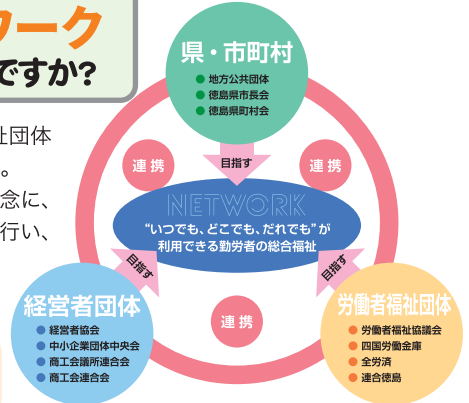 ワーク
ですか?
祉団体
。
念に、
行い、
県・市町村
● 地方公共団体
● 徳島県市長会
● 徳島県町村会
連携
目指す
連携
NETWORK
“いつでも、どこでも、だれでも”が
利用できる勤労者の総合福祉
目指す
目指す
経営者団体
● 経営者協会
● 中小企業団体中央会
● 商工会議所連合会
● 商工会連合会
連携
労働者福祉団体
● 労働者福祉協議会
● 四国労働金庫
● 全労済
● 連合徳島